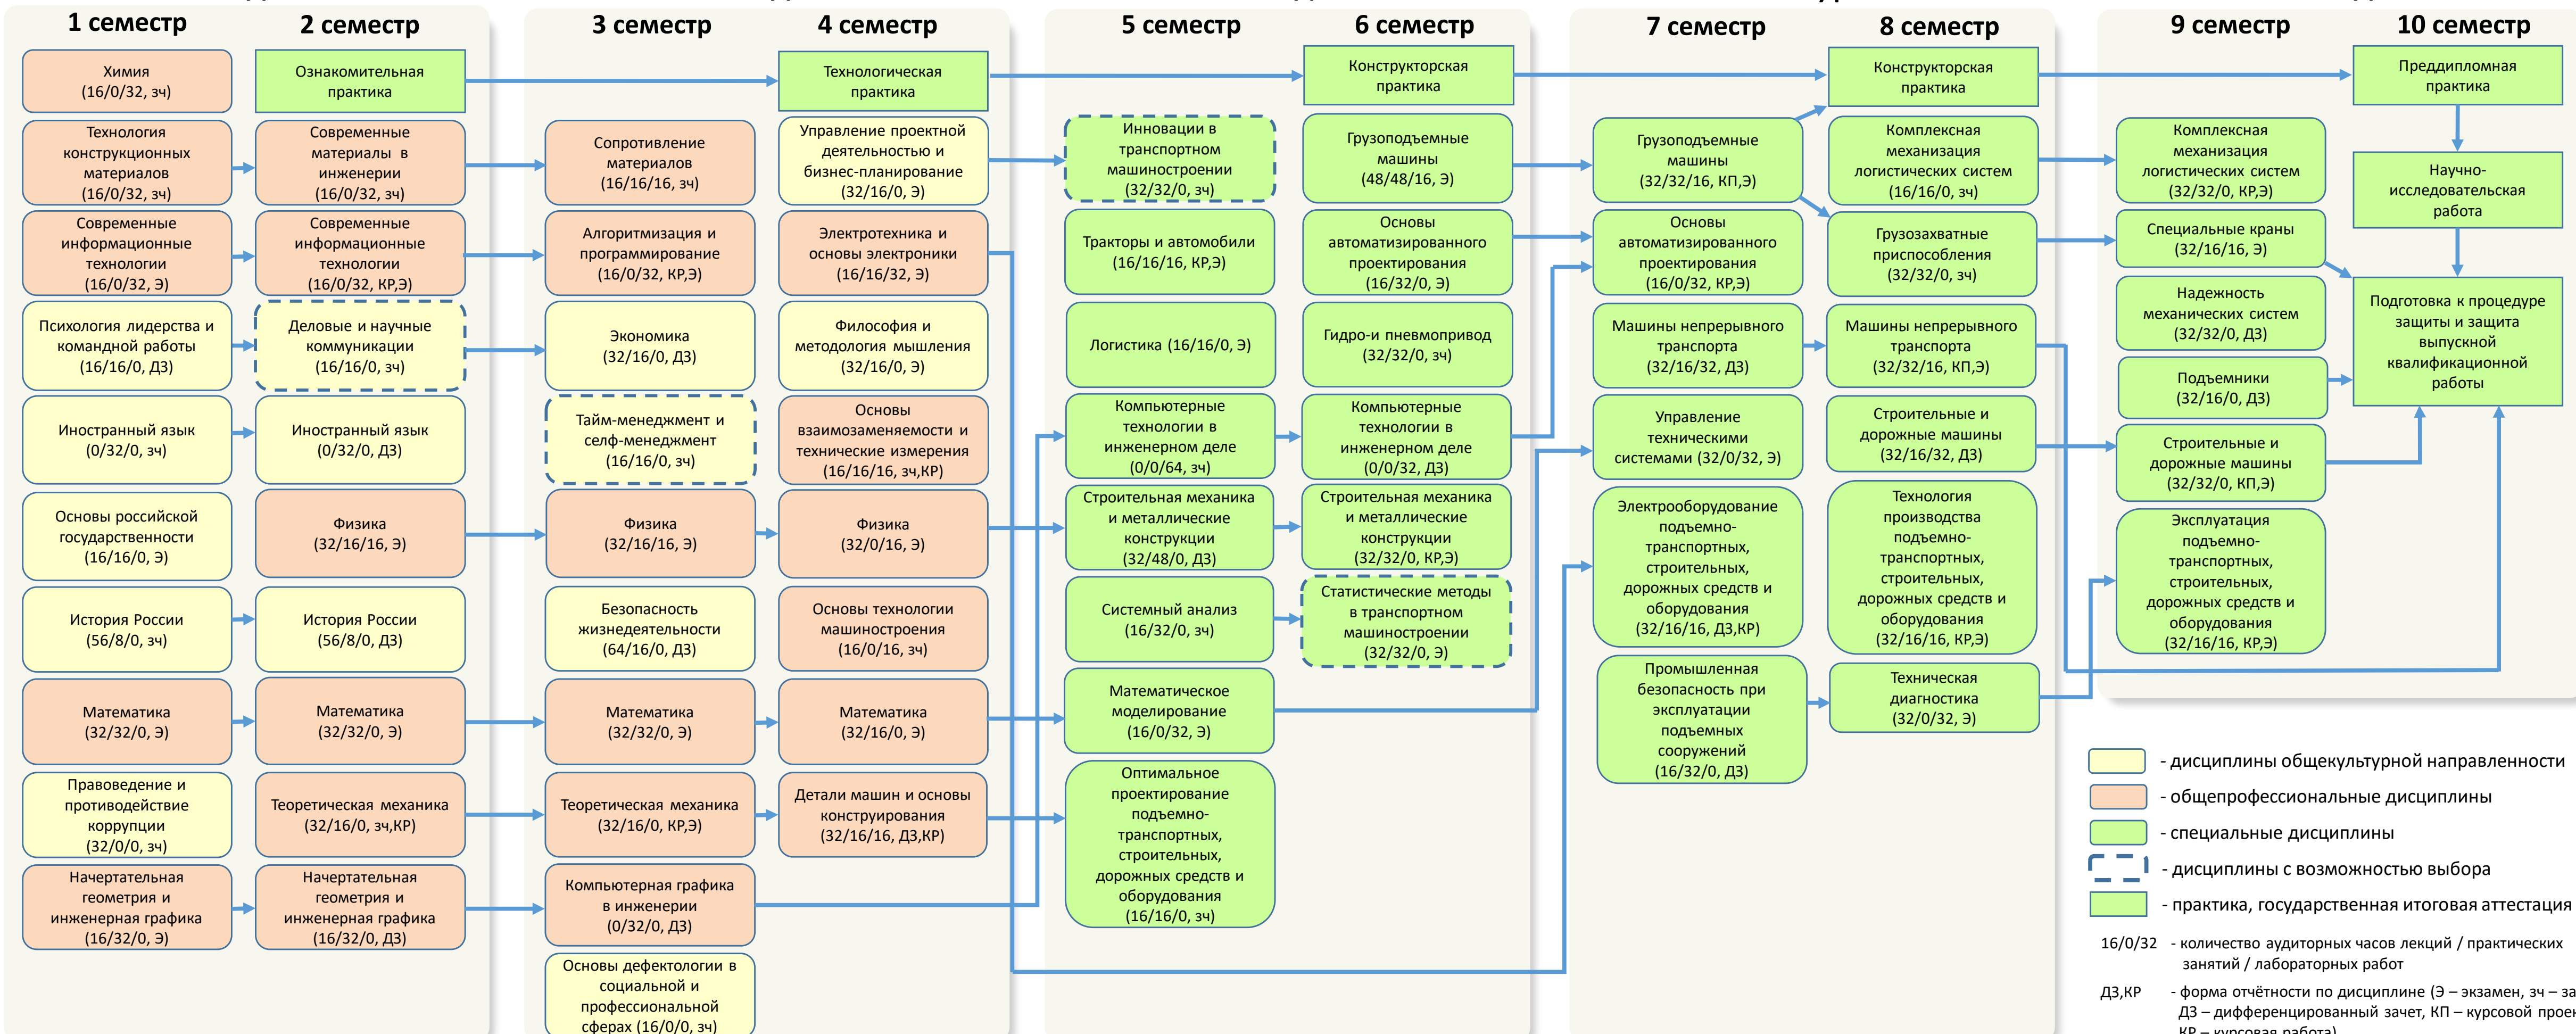 1 семестр
2 семестр
3 семестр
4 семестр
5 семестр
6 семестр
7 семестр
8 семестр
9 семестр
10 семестр
Химия
(16/0/32, зч)
Технология
конструкционных
материалов
(16/0/32, зч)
Современные
информационные
технологии
(16/0/32, Э)
Психология лидерства и
командной работы
(16/16/0, ДЗ)
Иностранный язык
(0/32/0, зч)
Основы российской
государственности
(16/16/0, Э)
История России
(56/8/0, зч)
Математика
(32/32/0, Э)
Правоведение и
противодействие
коррупции
(32/0/0, зч)
Начертательная
геометрия и
инженерная графика
(16/32/0, Э)
Ознакомительная
практика
Современные
материалы в
инженерии
(16/0/32, зч)
Современные
информационные
технологии
(16/0/32, КР,Э)
Деловые и научные
коммуникации
(16/16/0, зч)
Иностранный язык
(0/32/0, ДЗ)
Физика
(32/16/16, Э)
История России
(56/8/0, ДЗ)
Математика
(32/32/0, Э)
Теоретическая механика
(32/16/0, зч,КР)
Начертательная
геометрия и
инженерная графика
(16/32/0, ДЗ)
Сопротивление
материалов
(16/16/16, зч)
Алгоритмизация и
программирование
(16/0/32, КР,Э)
Экономика
(32/16/0, ДЗ)
Тайм-менеджмент и
селф-менеджмент
(16/16/0, зч)
Физика
(32/16/16, Э)
Безопасность
жизнедеятельности
(64/16/0, ДЗ)
Математика
(32/32/0, Э)
Теоретическая механика
(32/16/0, КР,Э)
Компьютерная графика
в инженерии
(0/32/0, ДЗ)
Основы дефектологии в
социальной и
профессиональной
сферах (16/0/0, зч)
Технологическая
практика
Управление проектной
деятельностью и
бизнес-планирование
(32/16/0, Э)
Электротехника и
основы электроники
(16/16/32, Э)
Философия и
методология мышления
(32/16/0, Э)
Основы
взаимозаменяемости и
технические измерения
(16/16/16, зч,КР)
Физика
(32/0/16, Э)
Основы технологии
машиностроения
(16/0/16, зч)
Математика
(32/16/0, Э)
Детали машин и основы
конструирования
(32/16/16, ДЗ,КР)
Инновации в
транспортном
машиностроении
(32/32/0, зч)
Тракторы и автомобили
(16/16/16, КР,Э)
Логистика (16/16/0, Э)
Компьютерные
технологии в
инженерном деле
(0/0/64, зч)
Строительная механика
и металлические
конструкции
(32/48/0, ДЗ)
Системный анализ
(16/32/0, зч)
Математическое
моделирование
(16/0/32, Э)
Оптимальное
проектирование
подъемно-
транспортных,
строительных,
дорожных средств и
оборудования
(16/16/0, зч)
Конструкторская
практика
Грузоподъемные
машины
(48/48/16, Э)
Основы
автоматизированного
проектирования
(16/32/0, Э)
Гидро-и пневмопривод
(32/32/0, зч)
Компьютерные
технологии в
инженерном деле
(0/0/32, ДЗ)
Строительная механика
и металлические
конструкции
(32/32/0, КР,Э)
Статистические методы
в транспортном
машиностроении
(32/32/0, Э)
Грузоподъемные
машины
(32/32/16, КП,Э)
Основы
автоматизированного
проектирования
(16/0/32, КР,Э)
Машины непрерывного
транспорта
(32/16/32, ДЗ)
Управление
техническими
системами (32/0/32, Э)
Электрооборудование
подъемно-
транспортных,
строительных,
дорожных средств и
оборудования
(32/16/16, ДЗ,КР)
Промышленная
безопасность при
эксплуатации
подъемных
сооружений
(16/32/0, ДЗ)
Конструкторская
практика
Комплексная
механизация
логистических систем
(16/16/0, зч)
Грузозахватные
приспособления
(32/32/0, зч)
Машины непрерывного
транспорта
(32/32/16, КП,Э)
Строительные и
дорожные машины
(32/16/32, ДЗ)
Технология
производства
подъемно-
транспортных,
строительных,
дорожных средств и
оборудования
(32/16/16, КР,Э)
Техническая
диагностика
(32/0/32, Э)
Комплексная
механизация
логистических систем
(32/32/0, КР,Э)
Специальные краны
(32/16/16, Э)
Надежность
механических систем
(32/32/0, ДЗ)
Подъемники
(32/16/0, ДЗ)
Строительные и
дорожные машины
(32/32/0, КП,Э)
Эксплуатация
подъемно-
транспортных,
строительных,
дорожных средств и
оборудования
(32/16/16, КР,Э)
Преддипломная
практика
Научно-
исследовательская
работа
Подготовка к процедуре
защиты и защита
выпускной
квалификационной
работы
- дисциплины общекультурной направленности
- общепрофессиональные дисциплины
- специальные дисциплины
- дисциплины с возможностью выбора
- практика, государственная итоговая аттестация
16/0/32 - количество аудиторных часов лекций / практических
занятий / лабораторных работ
ДЗ,КР - форма отчётности по дисциплине (Э – экзамен, зч – за
ДЗ – дифференцированный зачет, КП – курсовой прое
КР – курсовая работа)